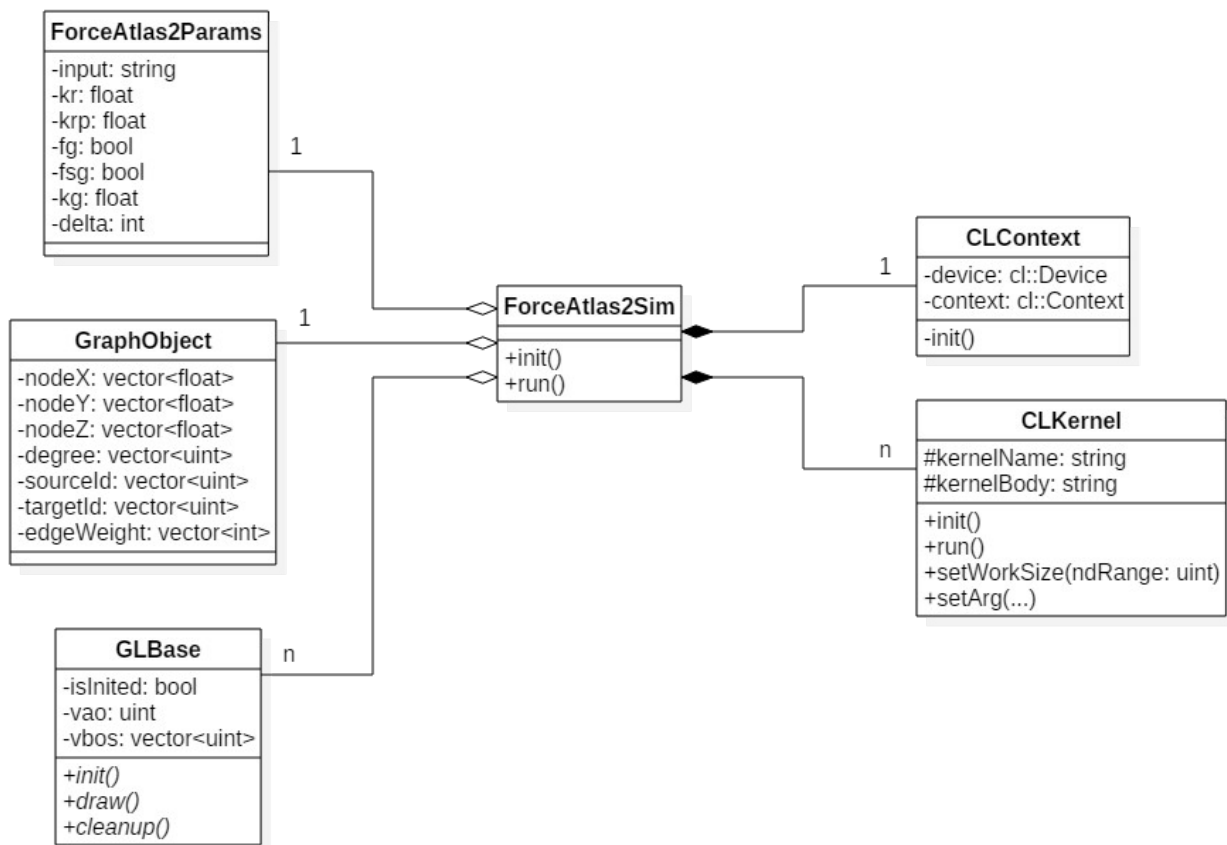 ForceAtlas2Params
-input: string
-kr: float
-krp: float
-fg: bool
-fsg: bool
-kg: float
-delta: int
1
GraphObject
-nodeX: vector<float>
-nodeY: vector<float>
-nodeZ: vector<float>
-degree: vector<uint>
-sourceId: vector<uint>
-targetId: vector<uint>
-edgeWeight: vector<int>
1
GLBase
-isInited: bool
-vao: uint
-vbos: vector<uint>
+init()
+draw()
+cleanup()
n
ForceAtlas2Sim
+init()
+run()
1
CLContext
-device: cl::Device
-context: cl::Context
-init()
n
CLKernel
#kernelName: string
#kernelBody: string
+init()
+run()
+setWorkSize(ndRange: uint)
+setArg(...)